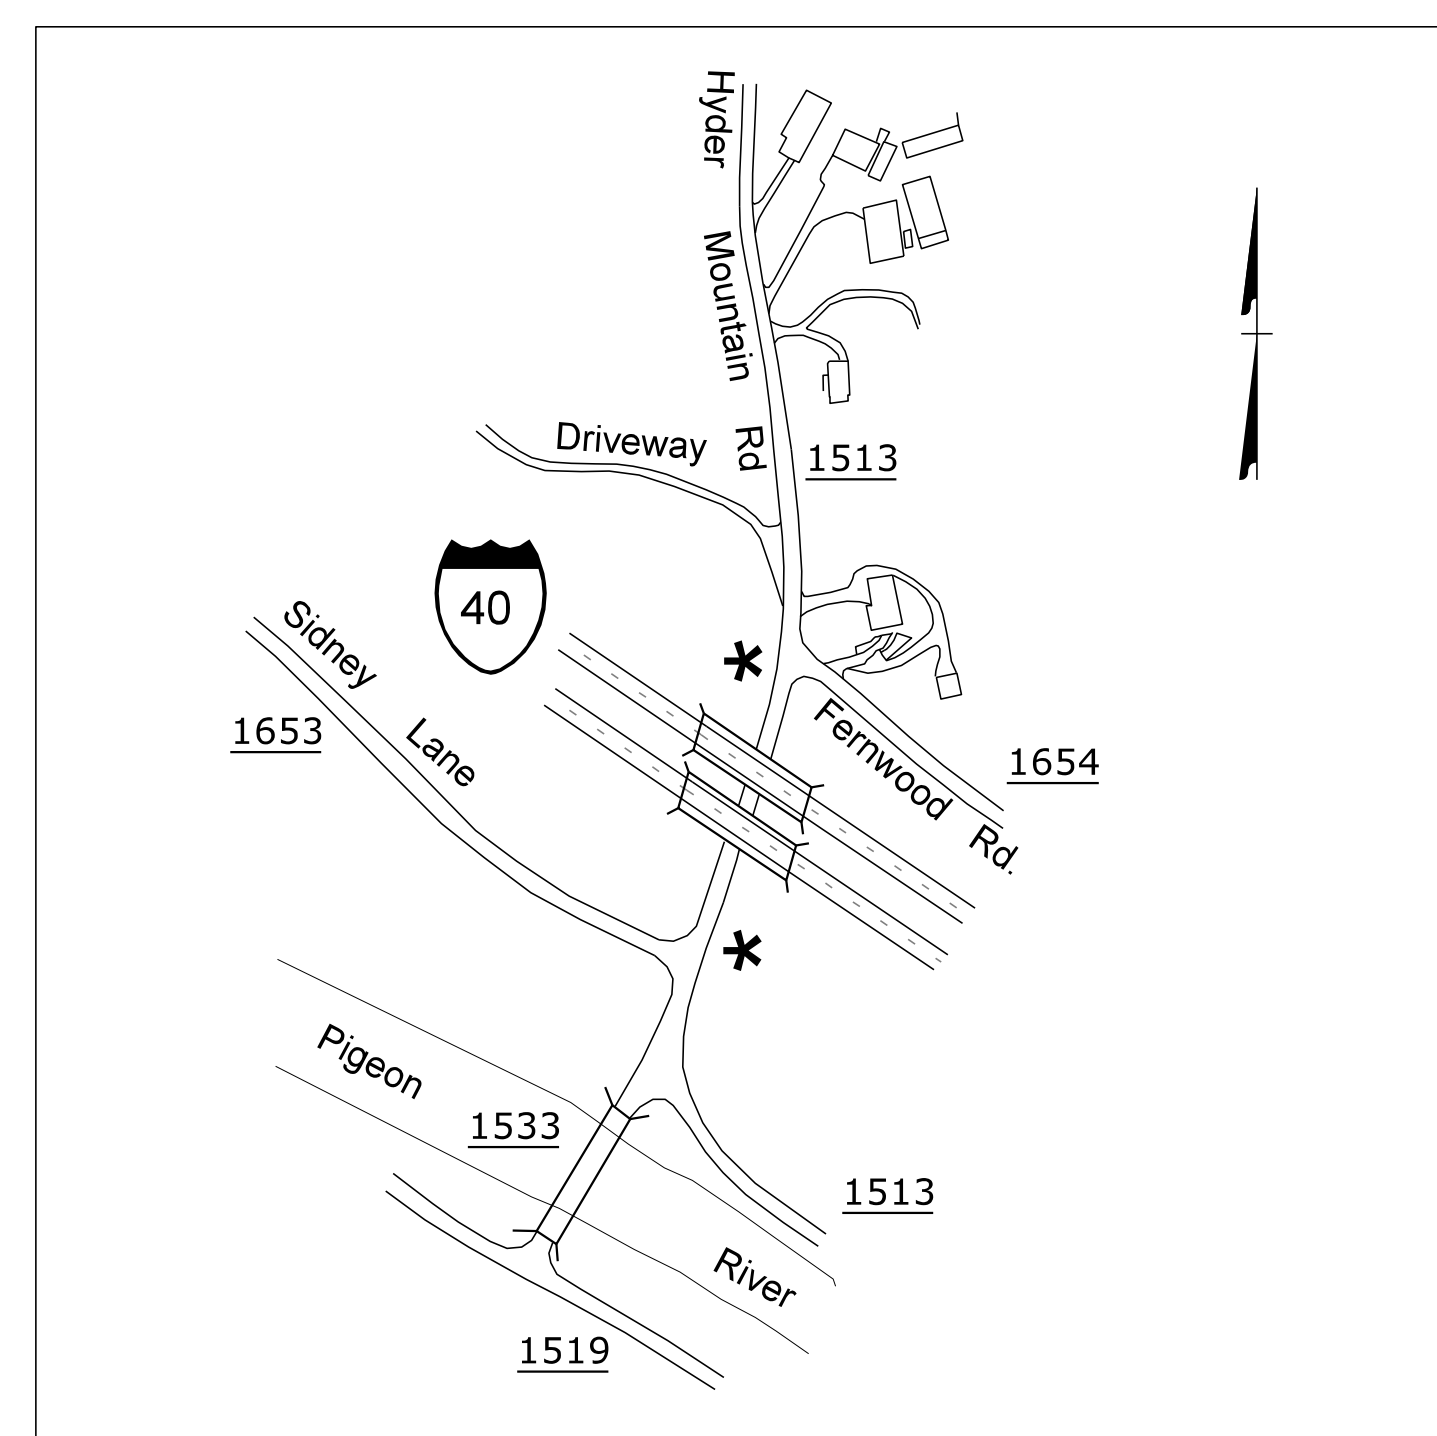 Hyder
Mountain
Rd
Driveway
1513
40
Sidney
Lane
1653
*
Fernwood
Rd.
1654
*
Pigeon
River
1533
1513
1519